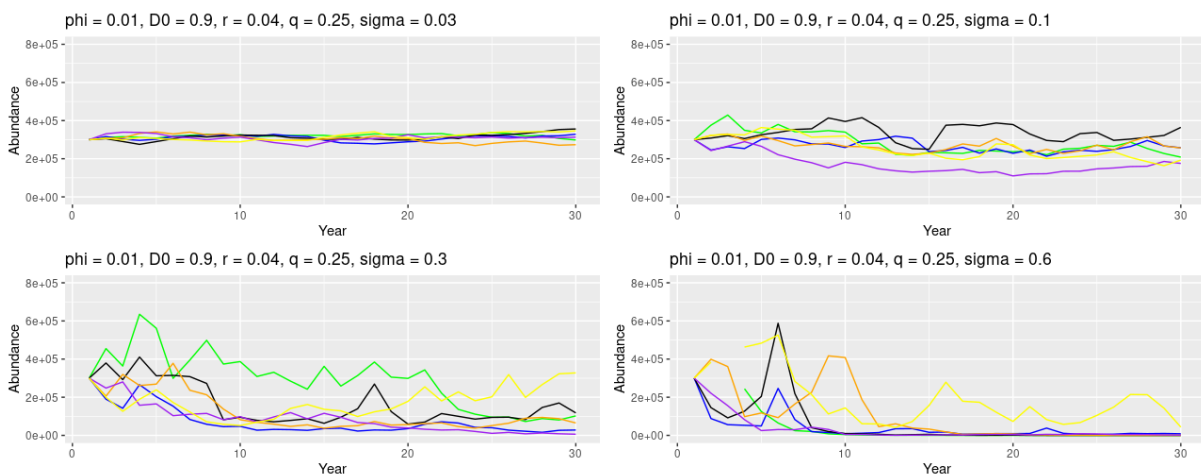 phi = 0.01, D0 = 0.9, r = 0.04, q = 0.25, sigma = 0.03
8e+05
6e+05
4e+05
2e+05
0e+00
Abundance
0
10
20
30
Year
phi = 0.01, D0 = 0.9, r = 0.04, q = 0.25, sigma = 0.1
8e+05
6e+05
4e+05
2e+05
0e+00
Abundance
0
10
20
30
Year
phi = 0.01, D0 = 0.9, r = 0.04, q = 0.25, sigma = 0.3
8e+05
6e+05
4e+05
2e+05
0e+00
Abundance
0
10
20
30
Year
phi = 0.01, D0 = 0.9, r = 0.04, q = 0.25, sigma = 0.6
8e+05
6e+05
4e+05
2e+05
0e+00
Abundance
0
10
20
30
Year